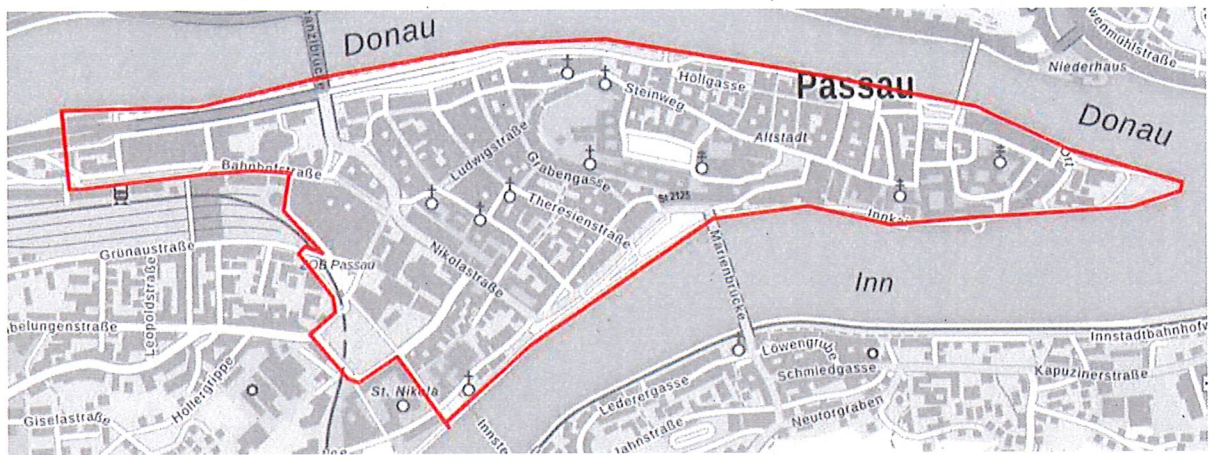 Donau
Passau
Donau
Niederhaus
Höllgasse
Steinweg
Altstadt
Ludwigstraße
Grabengasse
Bahnhofstraße
Theresienstraße
St 2125
Nikolastraße
Marienbrücke
Inn
Grünaustraße
ZOB Passau
Leopoldstraße
Innstadtbahnhof
Löwengrube
Schmiedgasse
Kapuzinerstraße
Lederergasse
Neutorgraben
Jahnstraße
St. Nikola
Giselastraße